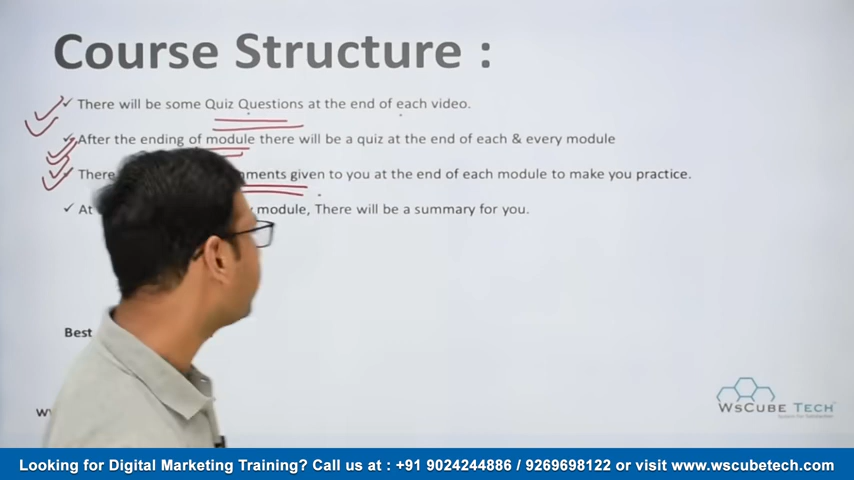 Course Structure :
There will be some Quiz Questions at the end of each video.
After the ending of module there will be a quiz at the end of each & every module
There ments given to you at the end of each module to make you practice.
At module, There will be a summary for you.
Best
WSCUBE TECH
Looking for Digital Marketing Training? Call us at : +91 9024244886 / 9269698122 or visit www.wscubetech.com